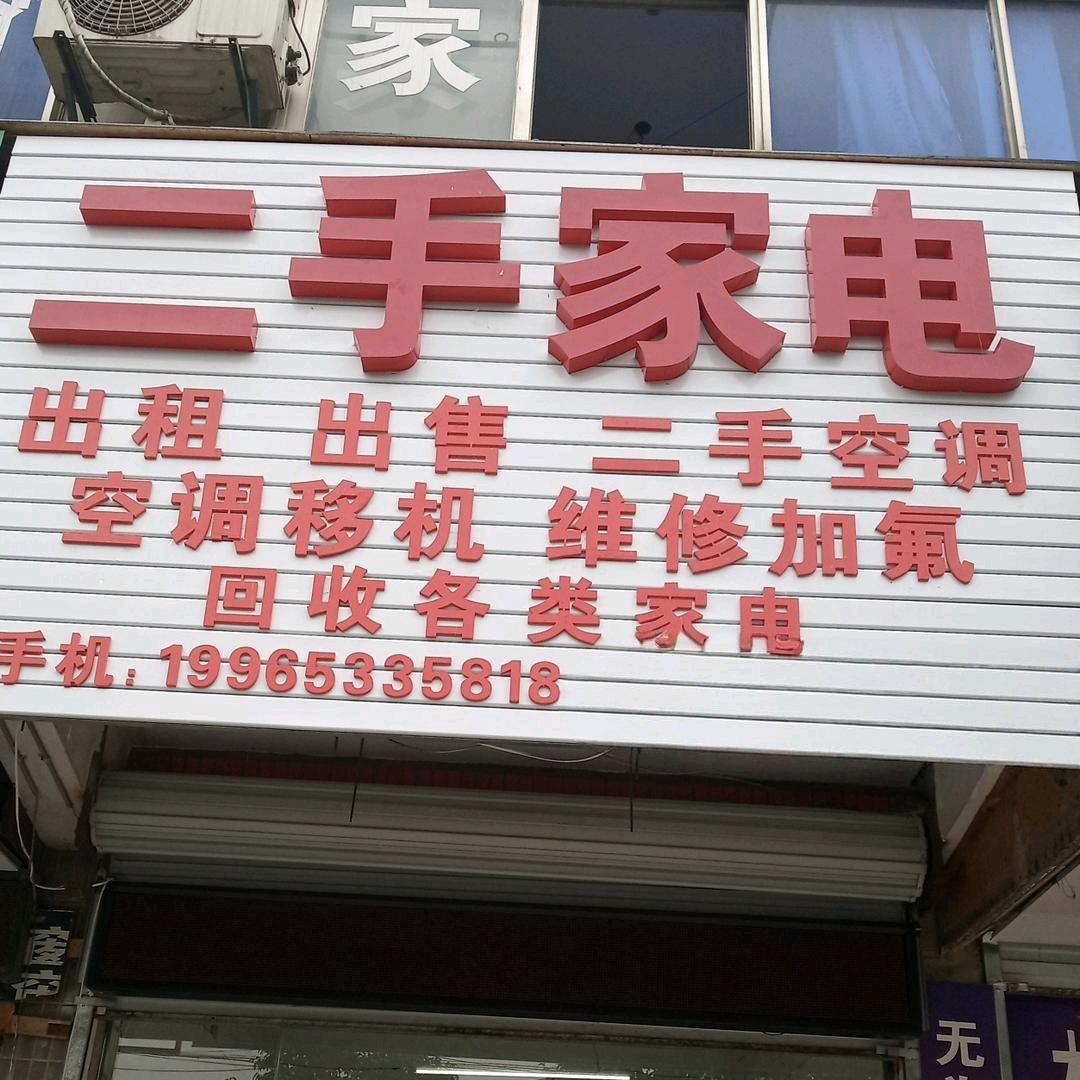 家
二手家电
出租 出售 二手空调
空调移机 维修加氟
回收各类家电
手机:19965335818
无